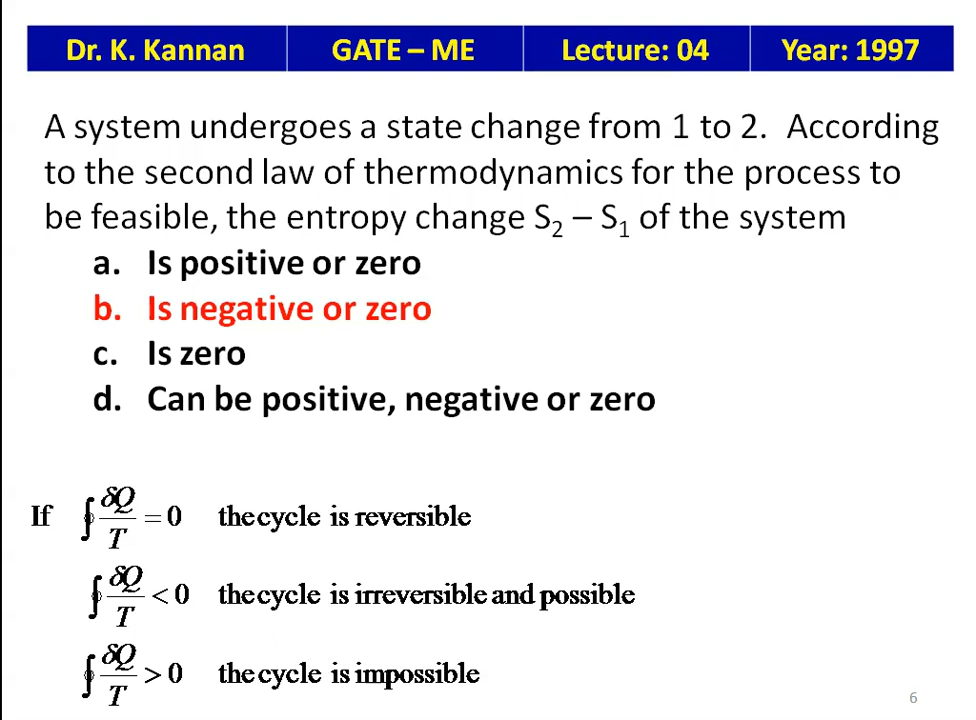 Dr. K. Kannan GATE – ME Lecture: 04 Year: 1997
A system undergoes a state change from 1 to 2. According
to the second law of thermodynamics for the process to
be feasible, the entropy change S₂ – S₁ of the system
a. Is positive or zero
b. Is negative or zero
c. Is zero
d. Can be positive, negative or zero
If ∮ δQ/T = 0 the cycle is reversible
∮ δQ/T < 0 the cycle is irreversible and possible
∮ δQ/T > 0 the cycle is impossible
6